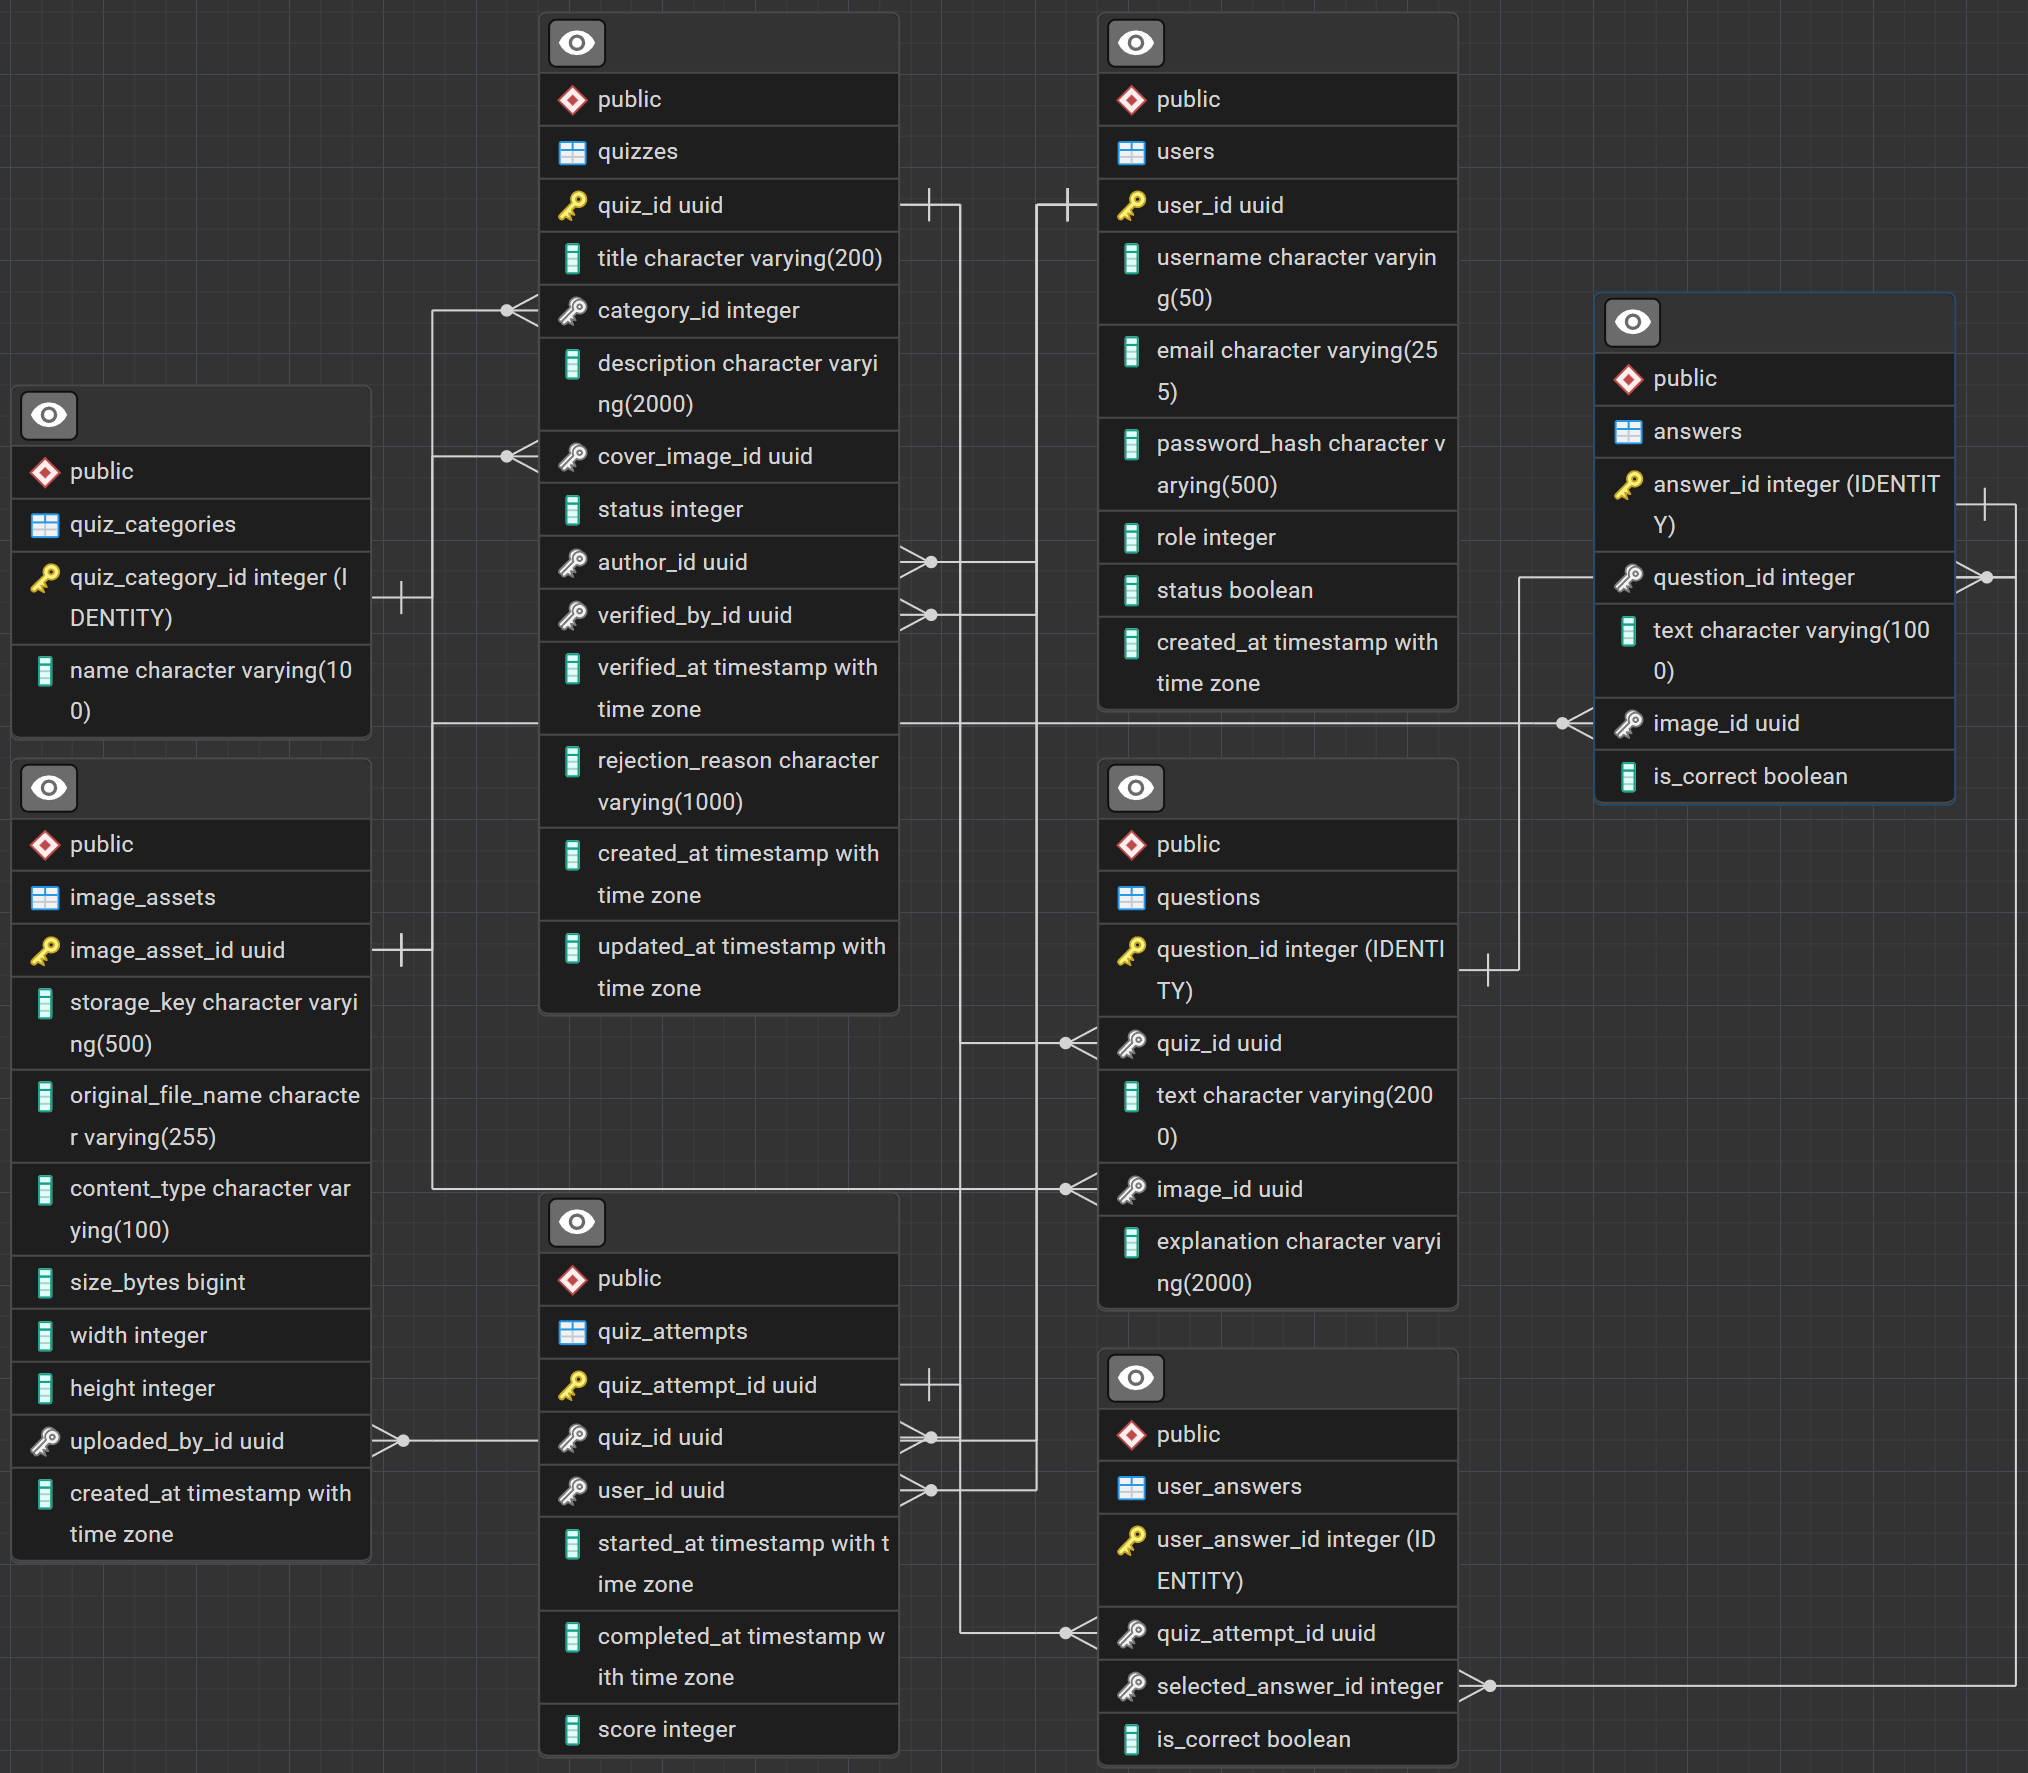 public
quiz_categories
quiz_category_id integer (I
DENTITY)
name character varying(10
0)
public
image_assets
image_asset_id uuid
storage_key character varyi
ng(500)
original_file_name characte
r varying(255)
content_type character var
ying(100)
size_bytes bigint
width integer
height integer
uploaded_by_id uuid
created_at timestamp with
time zone
public
quizzes
quiz_id uuid
title character varying(200)
category_id integer
description character varyi
ng(2000)
cover_image_id uuid
status integer
author_id uuid
verified_by_id uuid
verified_at timestamp with
time zone
rejection_reason character
varying(1000)
created_at timestamp with
time zone
updated_at timestamp with
time zone
public
quiz_attempts
quiz_attempt_id uuid
quiz_id uuid
user_id uuid
started_at timestamp with t
ime zone
completed_at timestamp w
ith time zone
score integer
public
users
user_id uuid
username character varyin
g(50)
email character varying(25
5)
password_hash character v
arying(500)
role integer
status boolean
created_at timestamp with
time zone
public
questions
question_id integer (IDENTI
TY)
quiz_id uuid
text character varying(200
0)
image_id uuid
explanation character varyi
ng(2000)
public
user_answers
user_answer_id integer (ID
ENTITY)
quiz_attempt_id uuid
selected_answer_id integer
is_correct boolean
public
answers
answer_id integer (IDENTIT
Y)
question_id integer
text character varying(100
0)
image_id uuid
is_correct boolean